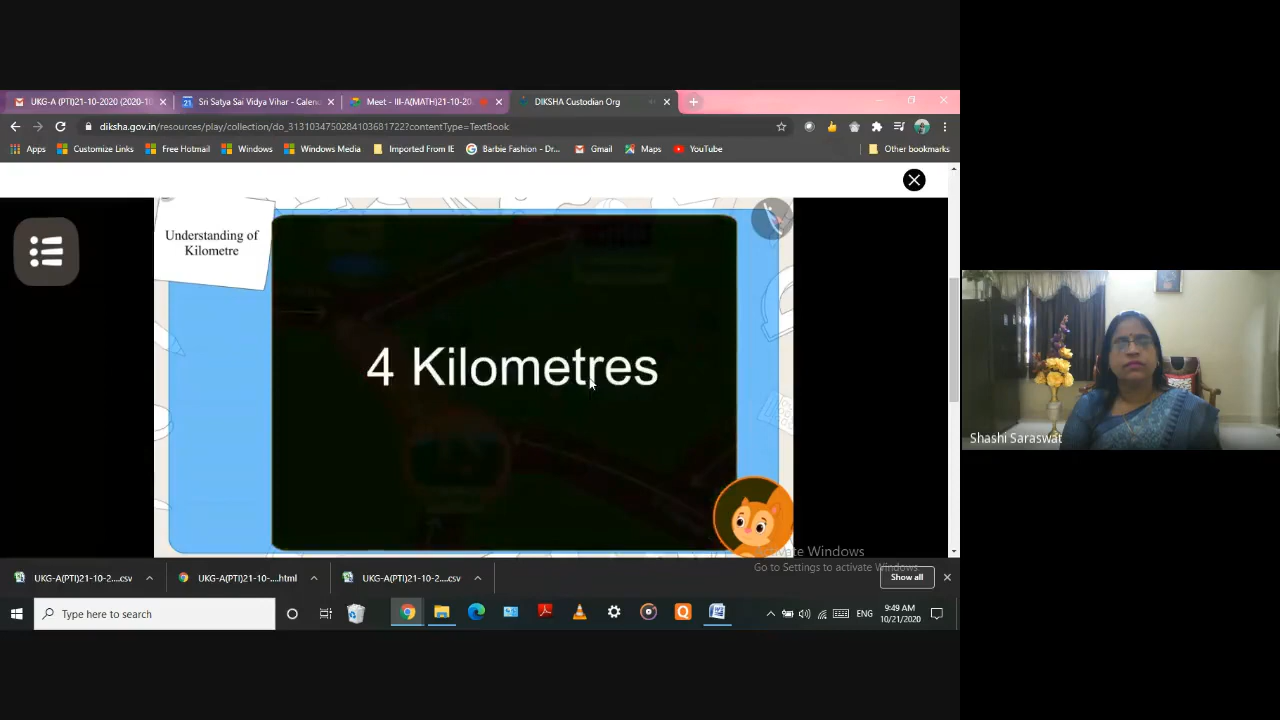 UKG-A (PTI)21-10-2020 (2020-10
Sri Satya Sai Vidya Vihar - Calend
Meet - III-A(MATH)21-10-20
DIKSHA Custodian Org
diksha.gov.in/resources/play/collection/do_31310347502841036817​22?contentType=TextBook
Apps
Customize Links
Free Hotmail
Windows
Windows Media
Imported From IE
Barbie Fashion - Dr...
Gmail
Maps
YouTube
Other bookmarks
Understanding of
Kilometre
4 Kilometres
Shashi Saraswat
Activate Windows
Go to Settings to activate Windows.
UKG-A(PTI)21-10-2....csv
UKG-A(PTI)21-10-....html
UKG-A(PTI)21-10-2....csv
Show all
Type here to search
ENG
9:49 AM
10/21/2020